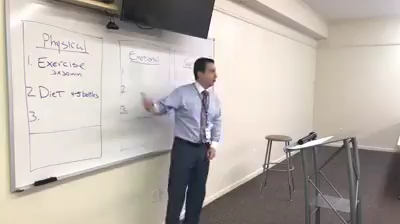 Physical
1. Exercise
3x30min
2. DieT
3.
Emotional
1.
2.
3.